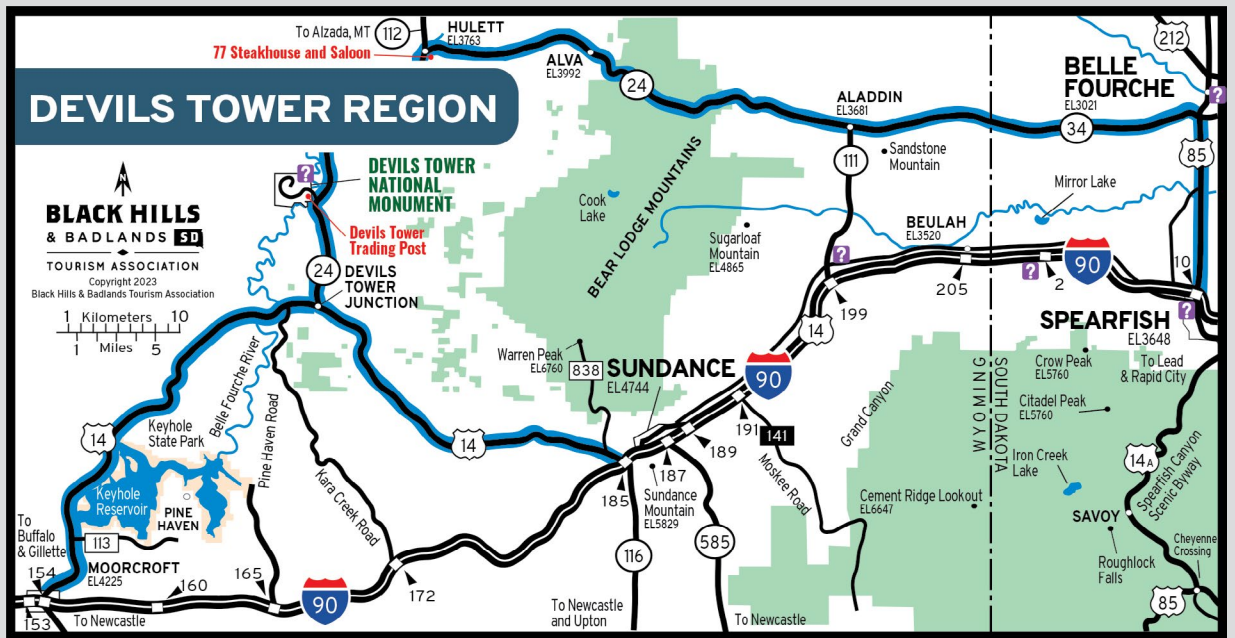 To Alzada, MT
112
HULETT
EL3763
77 Steakhouse and Saloon
ALVA
EL3992
24
212
BELLE
FOURCHE
EL3021
?
DEVILS TOWER REGION
ALADDIN
EL3681
34
111
Sandstone
Mountain
85
BLACK HILLS
& BADLANDS SD
TOURISM ASSOCIATION
Copyright 2023
Black Hills & Badlands Tourism Association
1 Kilometers 10
1 Miles 5
?
DEVILS TOWER
NATIONAL
MONUMENT
Devils Tower
Trading Post
24
DEVILS
TOWER
JUNCTION
Cook
Lake
BEAR LODGE MOUNTAINS
Sugarloaf
Mountain
EL4865
Mirror Lake
BEULAH
EL3520
?
205
?
2
90
10
?
199
14
SPEARFISH
EL3648
To Lead
& Rapid City
Warren Peak
EL6760
838
SUNDANCE
EL4744
90
WYOMING
SOUTH DAKOTA
Crow Peak
EL5760
Citadel Peak
EL5760
Grand Canyon
Belle Fourche River
Pine Haven Road
Kara Creek Road
14
Keyhole
State Park
Keyhole
Reservoir
PINE
HAVEN
113
14
185
187
189
191
141
Moskee Road
Sundance
Mountain
EL5829
Cement Ridge Lookout
EL6647
Iron Creek
Lake
14A
Spearfish Canyon
Scenic Byway
SAVOY
Roughlock
Falls
Cheyenne
Crossing
85
To
Buffalo
& Gillette
MOORCROFT
EL4225
154
153
To Newcastle
160
165
90
172
116
585
To Newcastle
and Upton
To Newcastle